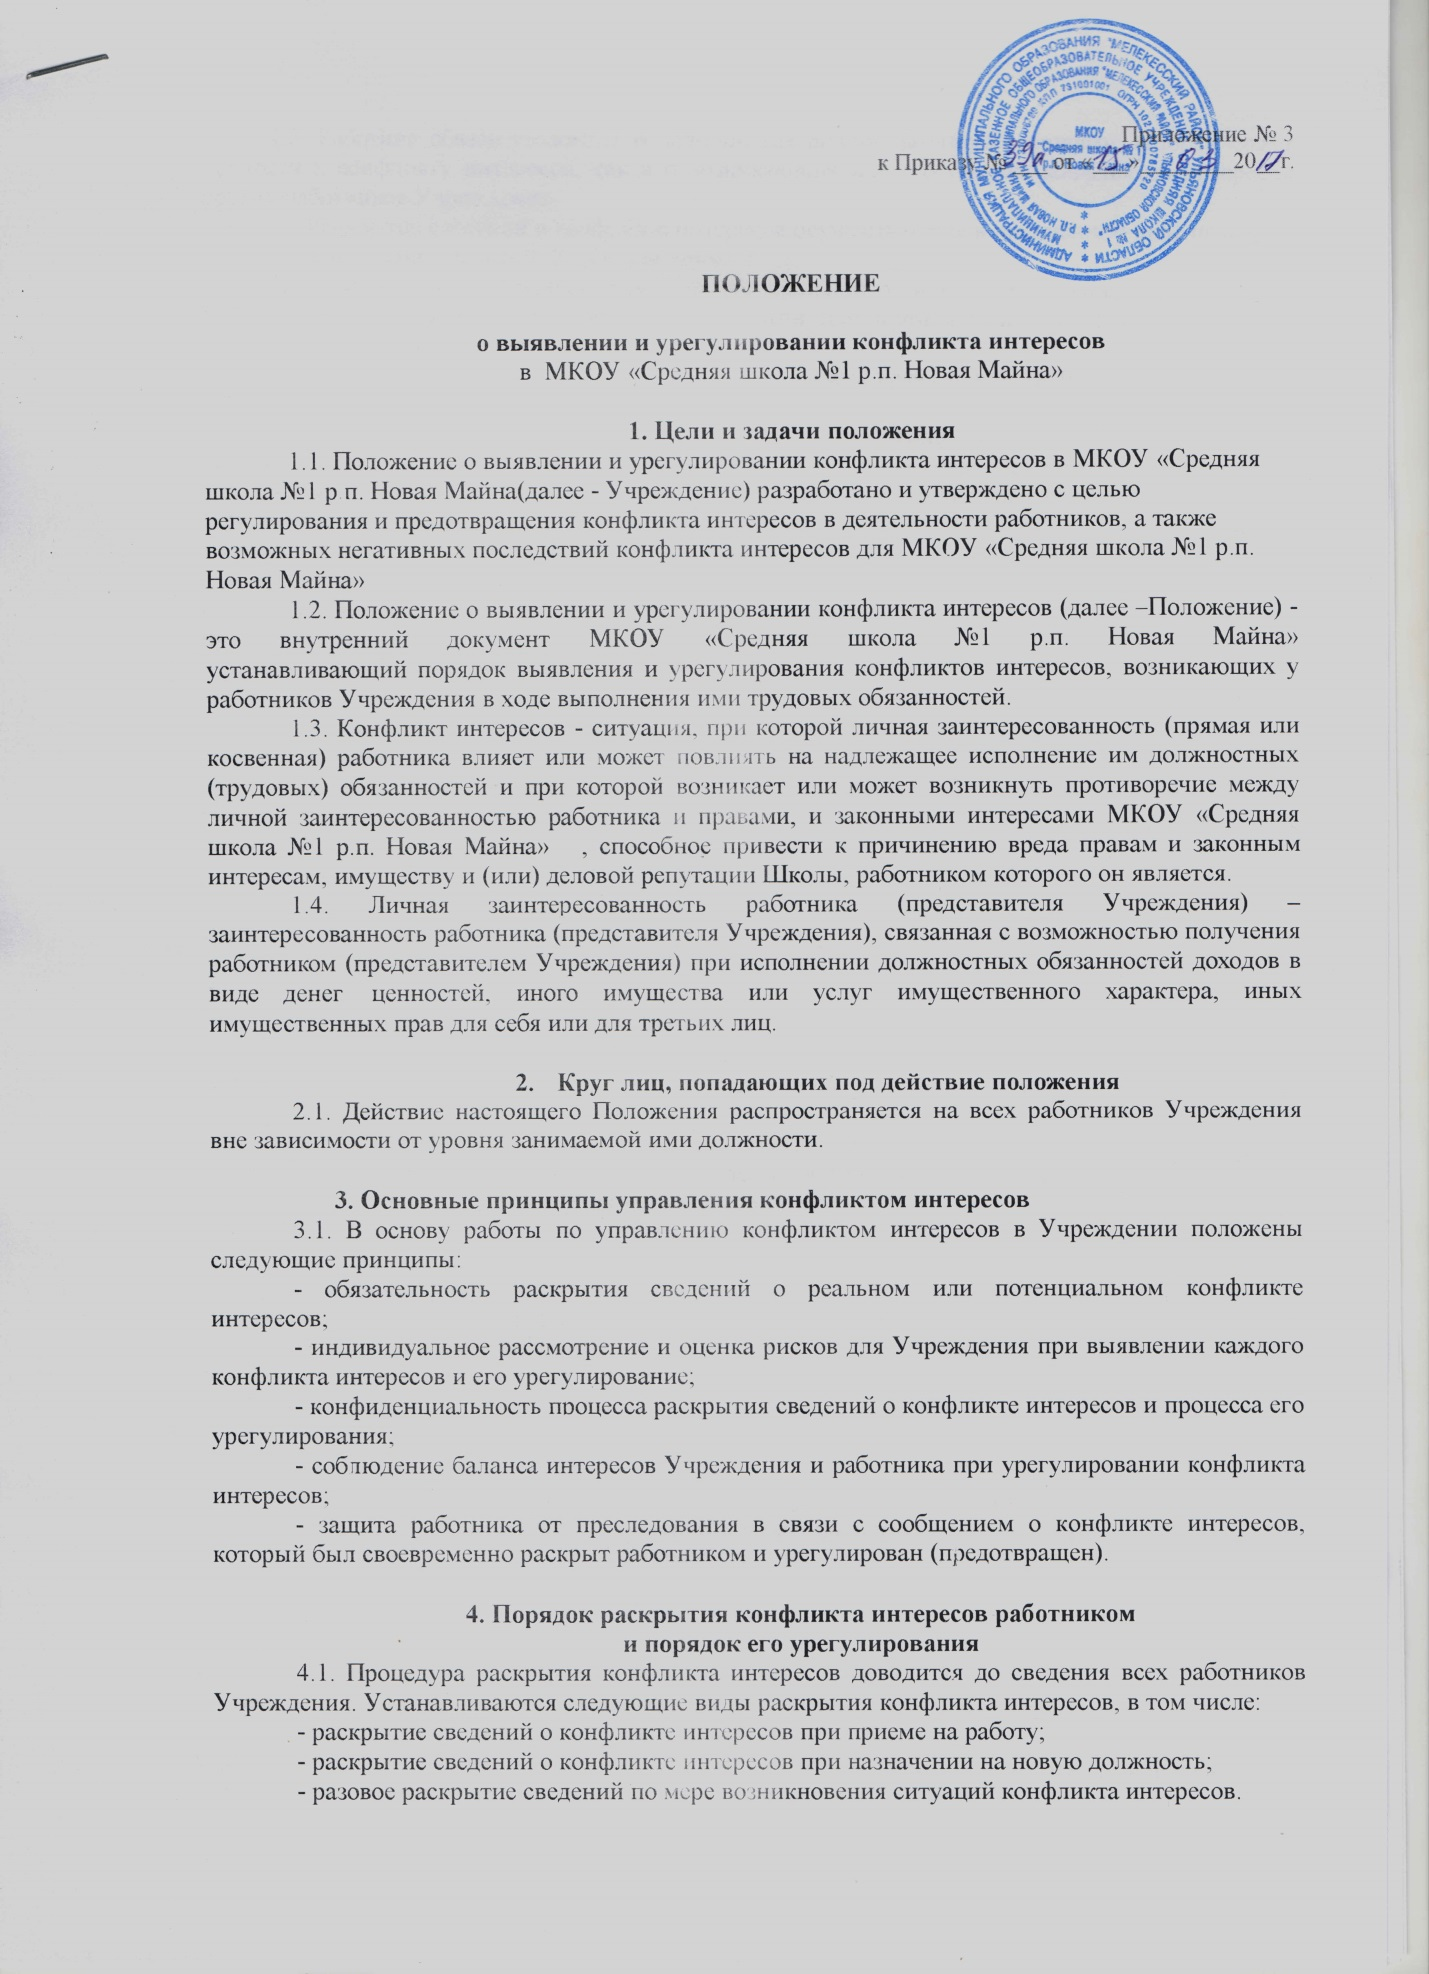 Приложение № 3
к Приказу № 39а от «15» 03 2017г.
ПОЛОЖЕНИЕ
о выявлении и урегулировании конфликта интересов
в МКОУ «Средняя школа №1 р.п. Новая Майна»
1. Цели и задачи положения
1.1. Положение о выявлении и урегулировании конфликта интересов в МКОУ «Средняя
школа №1 р.п. Новая Майна(далее - Учреждение) разработано и утверждено с целью
регулирования и предотвращения конфликта интересов в деятельности работников, а также
возможных негативных последствий конфликта интересов для МКОУ «Средняя школа №1 р.п.
Новая Майна»
1.2. Положение о выявлении и урегулировании конфликта интересов (далее –Положение) -
это внутренний документ МКОУ «Средняя школа №1 р.п. Новая Майна»
устанавливающий порядок выявления и урегулирования конфликтов интересов, возникающих у
работников Учреждения в ходе выполнения ими трудовых обязанностей.
1.3. Конфликт интересов - ситуация, при которой личная заинтересованность (прямая или
косвенная) работника влияет или может повлиять на надлежащее исполнение им должностных
(трудовых) обязанностей и при которой возникает или может возникнуть противоречие между
личной заинтересованностью работника и правами, и законными интересами МКОУ «Средняя
школа №1 р.п. Новая Майна» , способное привести к причинению вреда правам и законным
интересам, имуществу и (или) деловой репутации Школы, работником которого он является.
1.4. Личная заинтересованность работника (представителя Учреждения) –
заинтересованность работника (представителя Учреждения), связанная с возможностью получения
работником (представителем Учреждения) при исполнении должностных обязанностей доходов в
виде денег ценностей, иного имущества или услуг имущественного характера, иных
имущественных прав для себя или для третьих лиц.
2. Круг лиц, попадающих под действие положения
2.1. Действие настоящего Положения распространяется на всех работников Учреждения
вне зависимости от уровня занимаемой ими должности.
3. Основные принципы управления конфликтом интересов
3.1. В основу работы по управлению конфликтом интересов в Учреждении положены
следующие принципы:
- обязательность раскрытия сведений о реальном или потенциальном конфликте
интересов;
- индивидуальное рассмотрение и оценка рисков для Учреждения при выявлении каждого
конфликта интересов и его урегулирование;
- конфиденциальность процесса раскрытия сведений о конфликте интересов и процесса его
урегулирования;
- соблюдение баланса интересов Учреждения и работника при урегулировании конфликта
интересов;
- защита работника от преследования в связи с сообщением о конфликте интересов,
который был своевременно раскрыт работником и урегулирован (предотвращен).
4. Порядок раскрытия конфликта интересов работником
и порядок его урегулирования
4.1. Процедура раскрытия конфликта интересов доводится до сведения всех работников
Учреждения. Устанавливаются следующие виды раскрытия конфликта интересов, в том числе:
- раскрытие сведений о конфликте интересов при приеме на работу;
- раскрытие сведений о конфликте интересов при назначении на новую должность;
- разовое раскрытие сведений по мере возникновения ситуаций конфликта интересов.